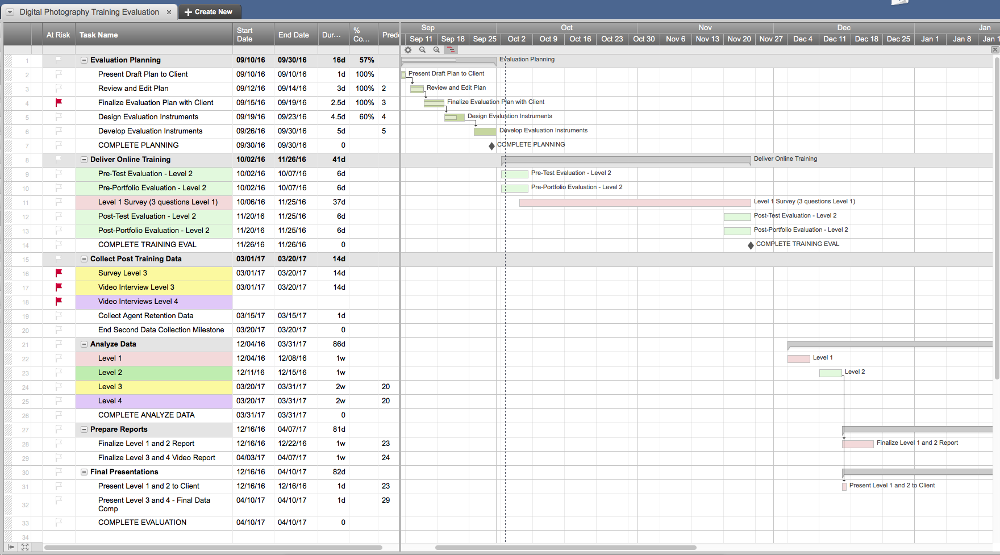 Digital Photography Training Evaluation × + Create New
At Risk Task Name Start Date End Date Dur... % Co... Prede
Sep Oct Nov Dec Jan
Sep 11 Sep 18 Sep 25 Oct 2 Oct 9 Oct 16 Oct 23 Oct 30 Nov 6 Nov 13 Nov 20 Nov 27 Dec 4 Dec 11 Dec 18 Dec 25 Jan 1 Jan 8 Jan 1
1 Evaluation Planning 09/10/16 09/30/16 16d 57% Evaluation Planning
2 Present Draft Plan to Client 09/10/16 09/10/16 1d 100% Present Draft Plan to Client
3 Review and Edit Plan 09/12/16 09/14/16 3d 100% 2 Review and Edit Plan
4 Finalize Evaluation Plan with Client 09/15/16 09/19/16 2.5d 100% 3 Finalize Evaluation Plan with Client
5 Design Evaluation Instruments 09/19/16 09/23/16 4.5d 60% 4 Design Evaluation Instruments
6 Develop Evaluation Instruments 09/26/16 09/30/16 5d 5 Develop Evaluation Instruments
7 COMPLETE PLANNING 09/30/16 09/30/16 0 COMPLETE PLANNING
8 Deliver Online Training 10/02/16 11/26/16 41d Deliver Online Training
9 Pre-Test Evaluation - Level 2 10/02/16 10/07/16 6d Pre-Test Evaluation - Level 2
10 Pre-Portfolio Evaluation - Level 2 10/02/16 10/07/16 6d Pre-Portfolio Evaluation - Level 2
11 Level 1 Survey (3 questions Level 1) 10/06/16 11/25/16 37d Level 1 Survey (3 questions Level 1)
12 Post-Test Evaluation - Level 2 11/20/16 11/25/16 6d Post-Test Evaluation - Level 2
13 Post-Portfolio Evaluation - Level 2 11/20/16 11/25/16 6d Post-Portfolio Evaluation - Level 2
14 COMPLETE TRAINING EVAL 11/26/16 11/26/16 0 COMPLETE TRAINING EVAL
15 Collect Post Training Data 03/01/17 03/20/17 14d
16 Survey Level 3 03/01/17 03/20/17 14d
17 Video Interview Level 3 03/01/17 03/20/17 14d
18 Video Interviews Level 4
19 Collect Agent Retention Data 03/15/17 03/15/17 1d
20 End Second Data Collection Milestone 03/20/17 03/20/17 0
21 Analyze Data 12/04/16 03/31/17 86d
22 Level 1 12/04/16 12/08/16 1w Level 1
23 Level 2 12/11/16 12/15/16 1w Level 2
24 Level 3 03/20/17 03/31/17 2w 20
25 Level 4 03/20/17 03/31/17 2w 20
26 COMPLETE ANALYZE DATA 03/31/17 03/31/17 0
27 Prepare Reports 12/16/16 04/07/17 81d
28 Finalize Level 1 and 2 Report 12/16/16 12/22/16 1w 23 Finalize Level 1 and 2 Report
29 Finalize Level 3 and 4 Video Report 04/03/17 04/07/17 1w 24
30 Final Presentations 12/16/16 04/10/17 82d
31 Present Level 1 and 2 to Client 12/16/16 12/16/16 1d 23 Present Level 1 and 2 to Client
32 Present Level 3 and 4 - Final Data Comp 04/10/17 04/10/17 1d 29
33 COMPLETE EVALUATION 04/10/17 04/10/17 0
34